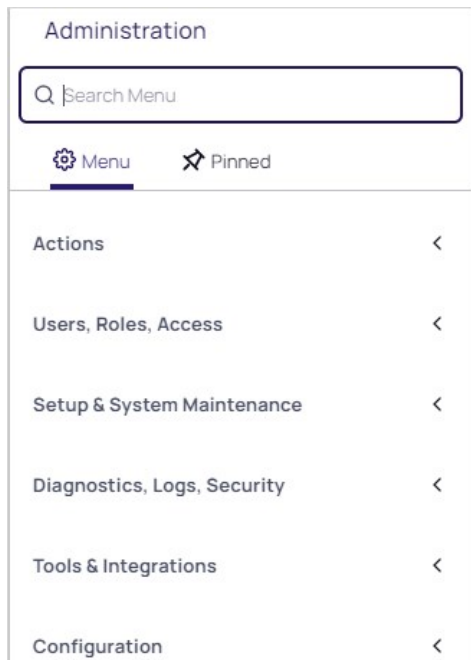 Administration
Search Menu
Menu Pinned
Actions
Users, Roles, Access
Setup & System Maintenance
Diagnostics, Logs, Security
Tools & Integrations
Configuration